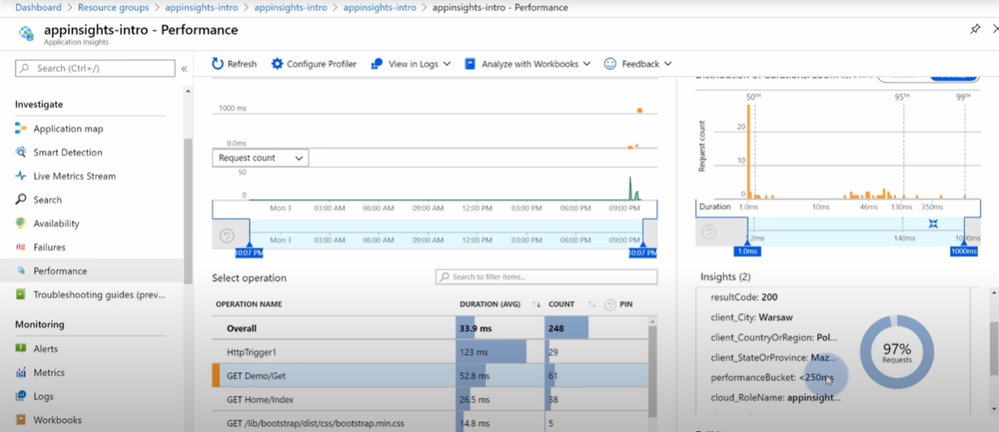 Dashboard > Resource groups > appinsights-intro > appinsights-intro > appinsights-intro > appinsights-intro - Performance
appinsights-intro - Performance
Application Insights
Search (Ctrl+/)
«
Investigate
Application map
Smart Detection
Live Metrics Stream
Search
Availability
Failures
Performance
Troubleshooting guides (prev...
Monitoring
Alerts
Metrics
Logs
Workbooks
Refresh
Configure Profiler
View in Logs
Analyze with Workbooks
Feedback
1000 ms
0.0ms
Request count
50
0
Mon 3 03:00 AM 06:00 AM 09:00 AM 12:00 PM 03:00 PM 06:00 PM 09:00 PM
Mon 3 03:00 AM 06:00 AM 09:00 AM 12:00 PM 03:00 PM 06:00 PM 09:00 PM
10:07 PM 10:07 PM
Select operation
Search to filter items...
OPERATION NAME DURATION (AVG) COUNT PIN
Overall 33.9 ms 248
HttpTrigger1 123 ms 29
GET Demo/Get 52.8 ms 61
GET Home/Index 26.5 ms 38
GET /lib/bootstrap/dist/css/bootstrap.min.css 14.8 ms 5
50TH 95TH 99TH
Request count
20
10
0
Duration 1.0ms 10ms 46ms 130ms 350ms
1.2ms 140ms 1000ms
1.0ms 1000ms
Insights (2)
resultCode: 200
client_City: Warsaw
client_CountryOrRegion: Pol...
client_StateOrProvince: Maz...
performanceBucket: <250ms
cloud_RoleName: appinsight...
97%
Requests